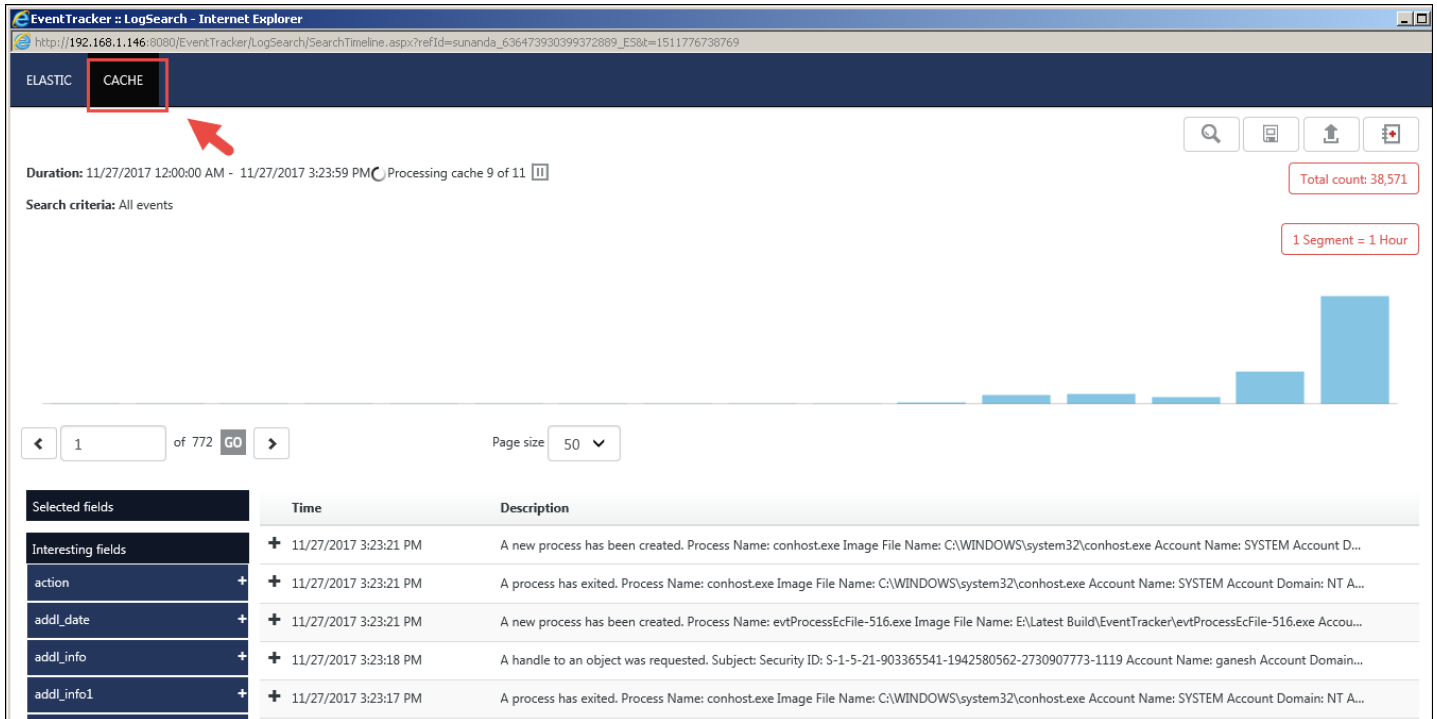 EventTracker :: LogSearch - Internet Explorer
http://192.168.1.146:8080/EventTracker/LogSearch/SearchTimeline.aspx?refId=sunanda_636473930399372889_ES&t=1511776738769
ELASTIC CACHE
Duration: 11/27/2017 12:00:00 AM - 11/27/2017 3:23:59 PM Processing cache 9 of 11
Total count: 38,571
Search criteria: All events
1 Segment = 1 Hour
1 of 772 GO Page size 50
Selected fields
Time Description
Interesting fields
11/27/2017 3:23:21 PM A new process has been created. Process Name: conhost.exe Image File Name: C:\WINDOWS\system32\conhost.exe Account Name: SYSTEM Account D...
action +
11/27/2017 3:23:21 PM A process has exited. Process Name: conhost.exe Image File Name: C:\WINDOWS\system32\conhost.exe Account Name: SYSTEM Account Domain: NT A...
addl_date +
11/27/2017 3:23:21 PM A new process has been created. Process Name: evtProcessEcFile-516.exe Image File Name: E:\Latest Build\EventTracker\evtProcessEcFile-516.exe Accou...
addl_info +
11/27/2017 3:23:18 PM A handle to an object was requested. Subject: Security ID: S-1-5-21-903365541-1942580562-2730907773-1119 Account Name: ganesh Account Domain...
addl_info1 +
11/27/2017 3:23:17 PM A process has exited. Process Name: conhost.exe Image File Name: C:\WINDOWS\system32\conhost.exe Account Name: SYSTEM Account Domain: NT A...